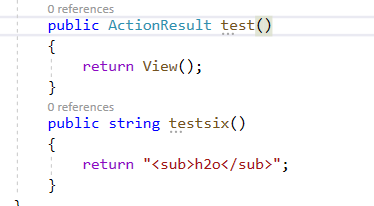 0 references
public ActionResult test()
{
return View();
}
0 references
public string testsix()
{
return "<sub>h2o</sub>";
}
}